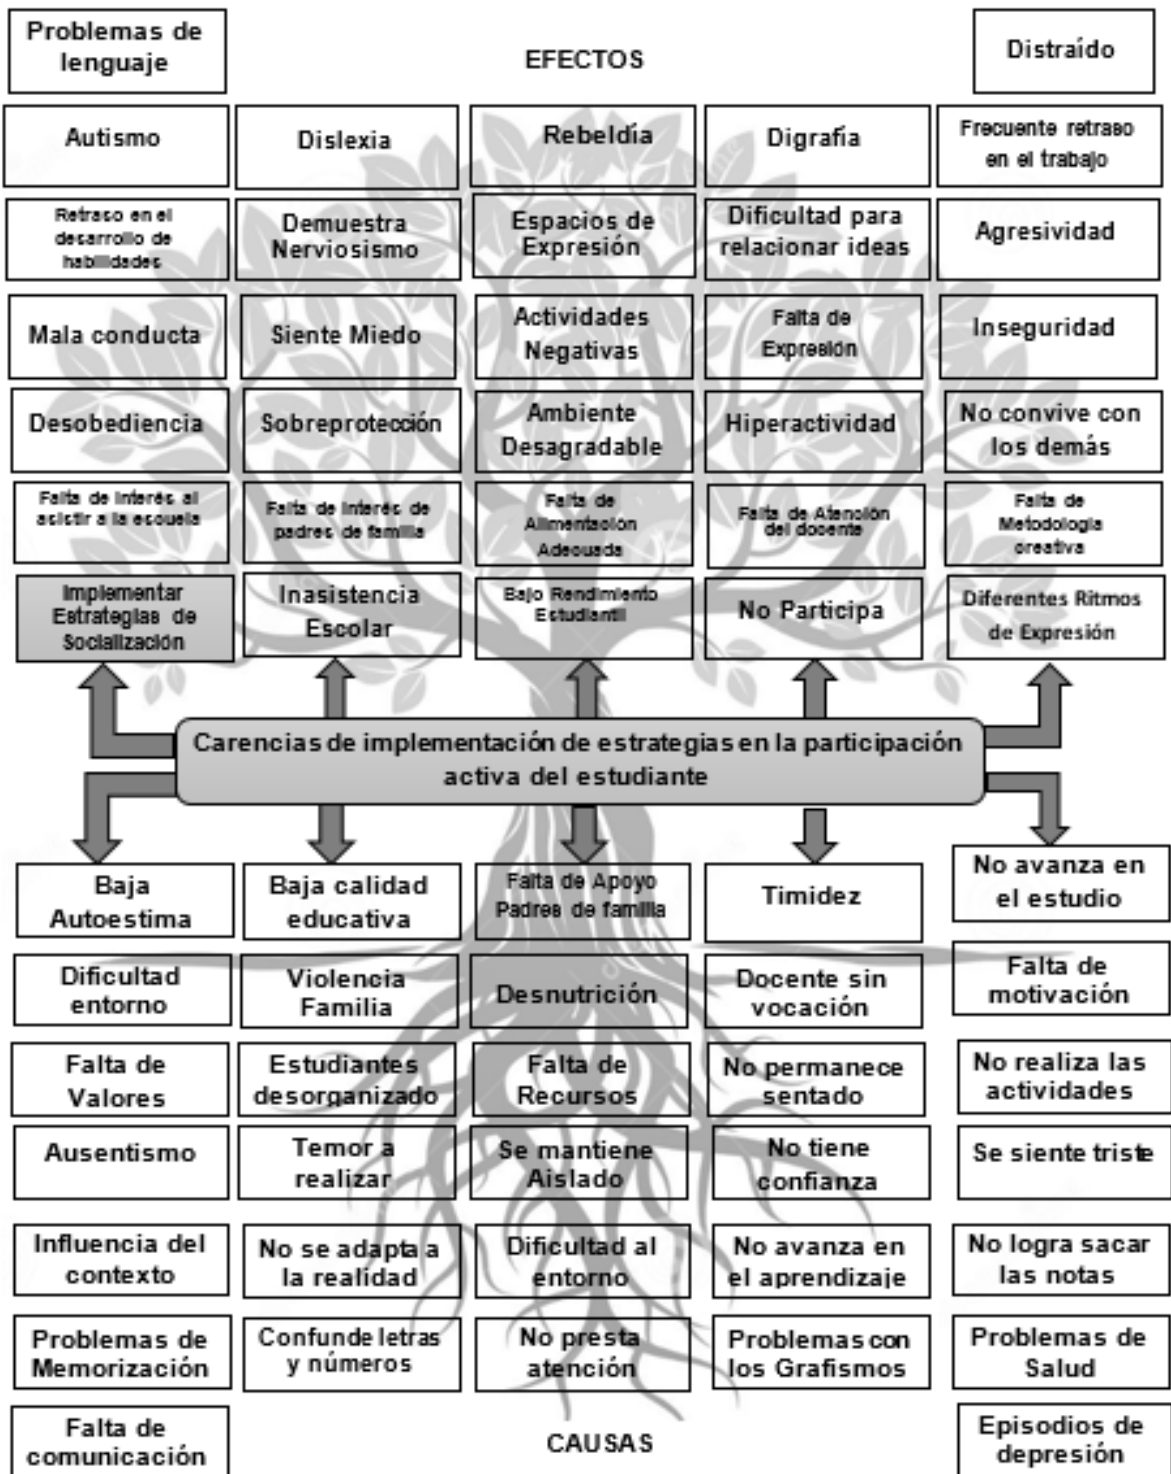 Problemas de
lenguaje
EFECTOS
Distraído
Autismo
Dislexia
Rebeldía
Digrafía
Frecuente retraso
en el trabajo
Retraso en el
desarrollo de
habilidades
Demuestra
Nerviosismo
Espacios de
Expresión
Dificultad para
relacionar ideas
Agresividad
Mala conducta
Siente Miedo
Actividades
Negativas
Falta de
Expresión
Inseguridad
Desobediencia
Sobreprotección
Ambiente
Desagradable
Hiperactividad
No convive con
los demás
Falta de Interés al
asistir a la escuela
Falta de Interés de
padres de familia
Falta de
Alimentación
Adecuada
Falta de Atención
del docente
Falta de
Metodología
creativa
Implementar
Estrategias de
Socialización
Inasistencia
Escolar
Bajo Rendimiento
Estudiantil
No Participa
Diferentes Ritmos
de Expresión
Carencias de implementación de estrategias en la participación
activa del estudiante
Baja
Autoestima
Baja calidad
educativa
Falta de Apoyo
Padres de familia
Timidez
No avanza en
el estudio
Dificultad
entorno
Violencia
Familia
Desnutrición
Docente sin
vocación
Falta de
motivación
Falta de
Valores
Estudiantes
desorganizado
Falta de
Recursos
No permanece
sentado
No realiza las
actividades
Ausentismo
Temor a
realizar
Se mantiene
Aislado
No tiene
confianza
Se siente triste
Influencia del
contexto
No se adapta a
la realidad
Dificultad al
entorno
No avanza en
el aprendizaje
No logra sacar
las notas
Problemas de
Memorización
Confunde letras
y números
No presta
atención
Problemas con
los Grafismos
Problemas de
Salud
Falta de
comunicación
CAUSAS
Episodios de
depresión